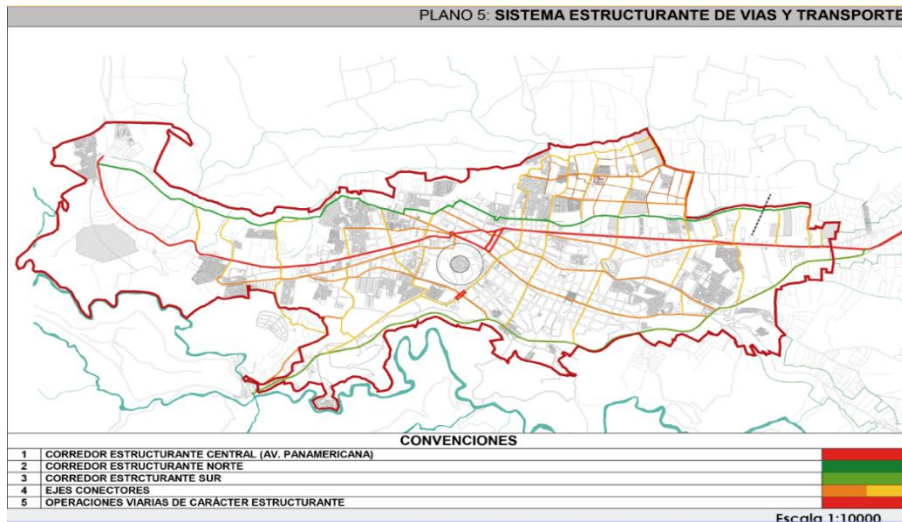 PLANO 5: SISTEMA ESTRUCTURANTE DE VIAS Y TRANSPORTE
CONVENCIONES
1 CORREDOR ESTRUCTURANTE CENTRAL (AV. PANAMERICANA)
2 CORREDOR ESTRUCTURANTE NORTE
3 CORREDOR ESTRCTURANTE SUR
4 EJES CONECTORES
5 OPERACIONES VIARIAS DE CARÁCTER ESTRUCTURANTE
Escala 1:10000